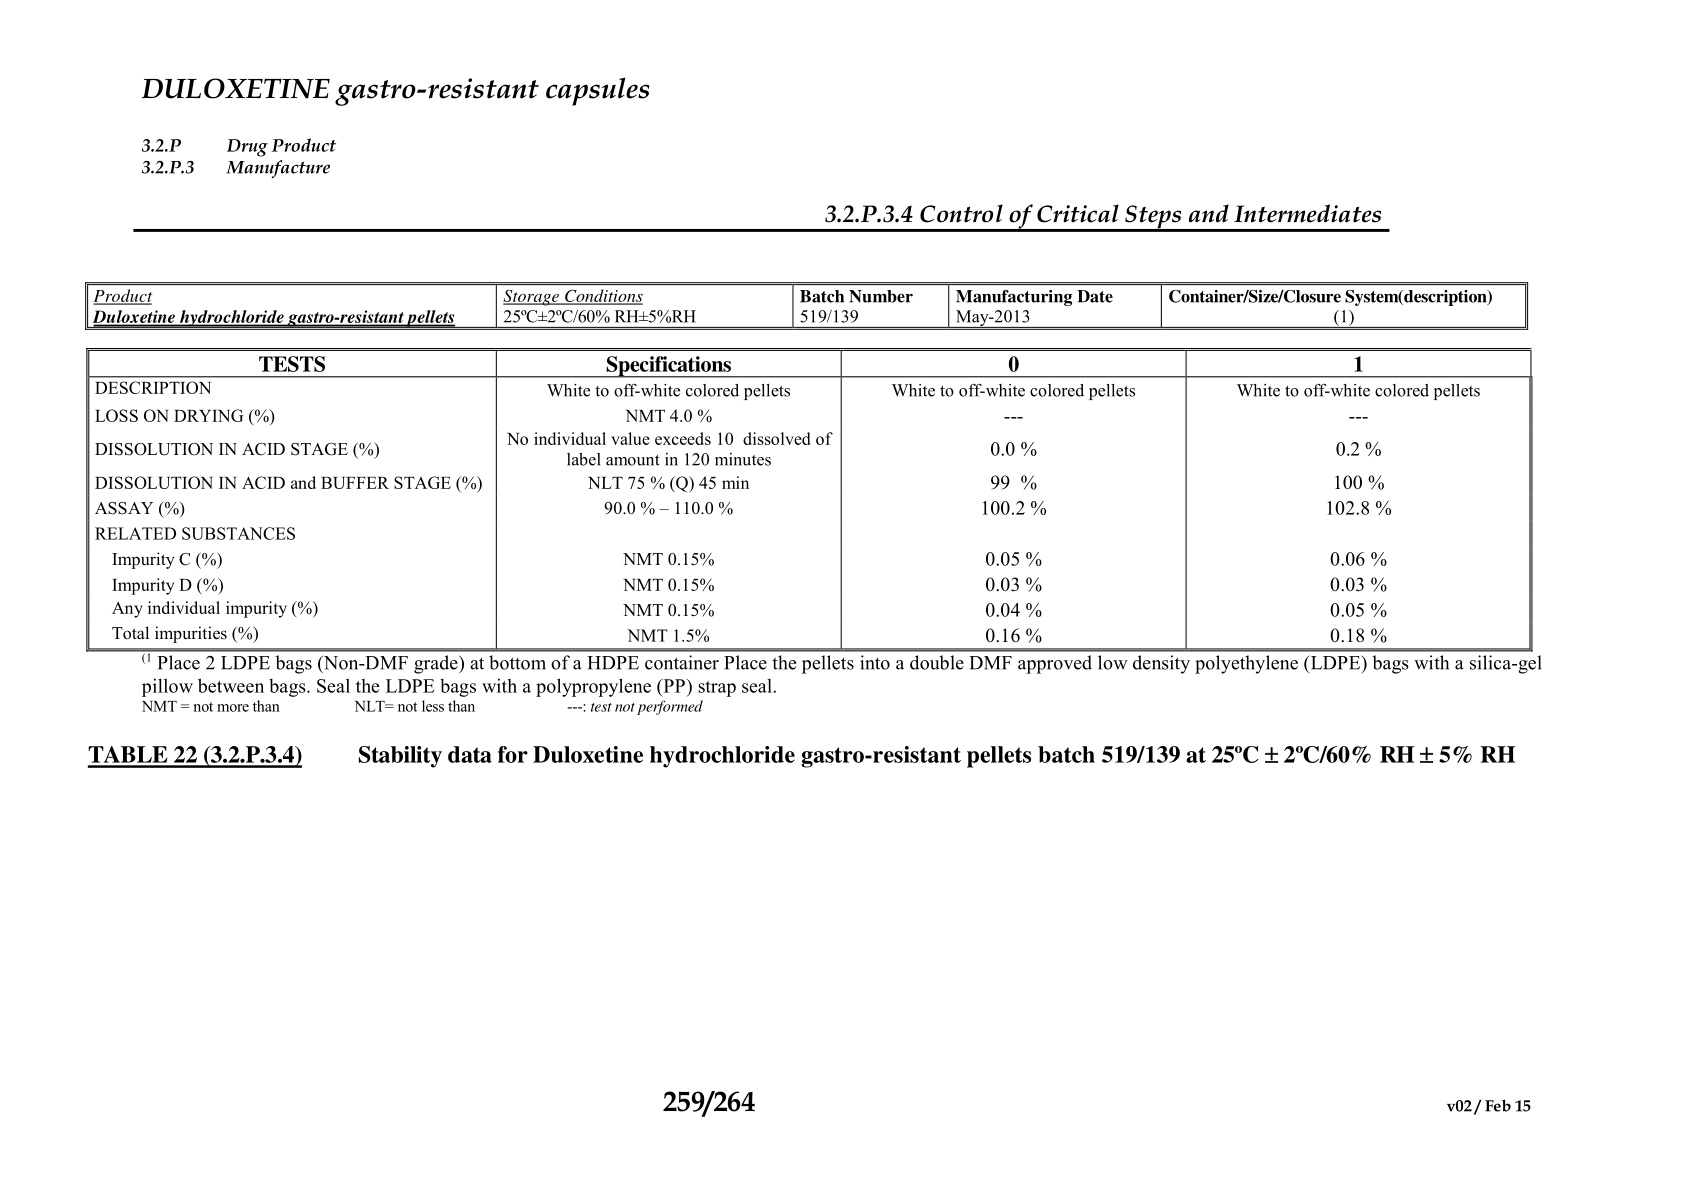 DULOXETINE gastro-resistant capsules
3.2.P Drug Product
3.2.P.3 Manufacture
3.2.P.3.4 Control of Critical Steps and Intermediates
Product Storage Conditions Batch Number Manufacturing Date Container/Size/Closure System(description)
Duloxetine hydrochloride gastro-resistant pellets 25ºC±2ºC/60% RH±5%RH 519/139 May-2013 (1)
TESTS Specifications 0 1
DESCRIPTION White to off-white colored pellets White to off-white colored pellets White to off-white colored pellets
LOSS ON DRYING (%) NMT 4.0 % --- ---
DISSOLUTION IN ACID STAGE (%) No individual value exceeds 10 dissolved of label amount in 120 minutes 0.0 % 0.2 %
DISSOLUTION IN ACID and BUFFER STAGE (%) NLT 75 % (Q) 45 min 99 % 100 %
ASSAY (%) 90.0 % – 110.0 % 100.2 % 102.8 %
RELATED SUBSTANCES
Impurity C (%) NMT 0.15% 0.05 % 0.06 %
Impurity D (%) NMT 0.15% 0.03 % 0.03 %
Any individual impurity (%) NMT 0.15% 0.04 % 0.05 %
Total impurities (%) NMT 1.5% 0.16 % 0.18 %
(1 Place 2 LDPE bags (Non-DMF grade) at bottom of a HDPE container Place the pellets into a double DMF approved low density polyethylene (LDPE) bags with a silica-gel
pillow between bags. Seal the LDPE bags with a polypropylene (PP) strap seal.
NMT = not more than NLT= not less than ---: test not performed
TABLE 22 (3.2.P.3.4) Stability data for Duloxetine hydrochloride gastro-resistant pellets batch 519/139 at 25ºC ± 2ºC/60% RH ± 5% RH
259/264
v02 / Feb 15